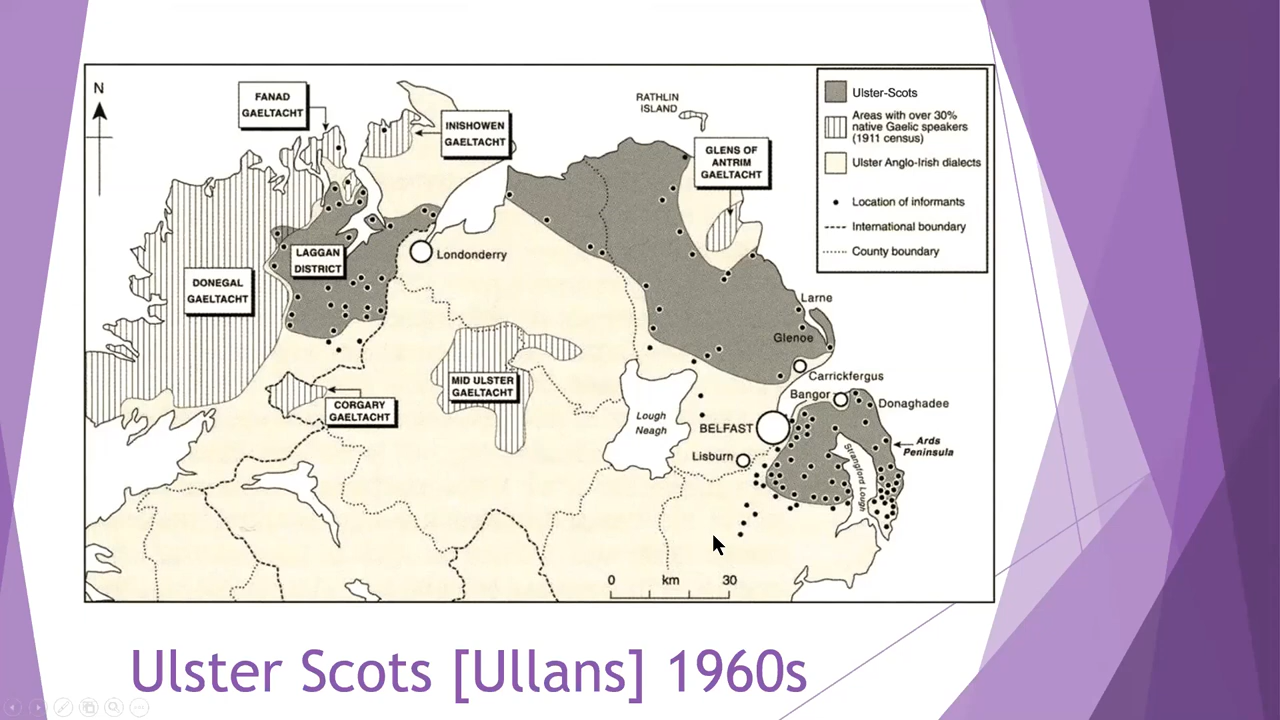 N
FANAD
GAELTACHT
INISHOWEN
GAELTACHT
RATHLIN
ISLAND
GLENS OF
ANTRIM
GAELTACHT
Ulster-Scots
Areas with over 30%
native Gaelic speakers
(1911 census)
Ulster Anglo-Irish dialects
Location of informants
International boundary
County boundary
LAGGAN
DISTRICT
Londonderry
DONEGAL
GAELTACHT
Larne
Glenoe
Carrickfergus
MID ULSTER
GAELTACHT
CORGARY
GAELTACHT
Bangor
Donaghadee
Lough
Neagh
BELFAST
Lisburn
Ards
Peninsula
Strangford Lough
0 km 30
Ulster Scots [Ullans] 1960s